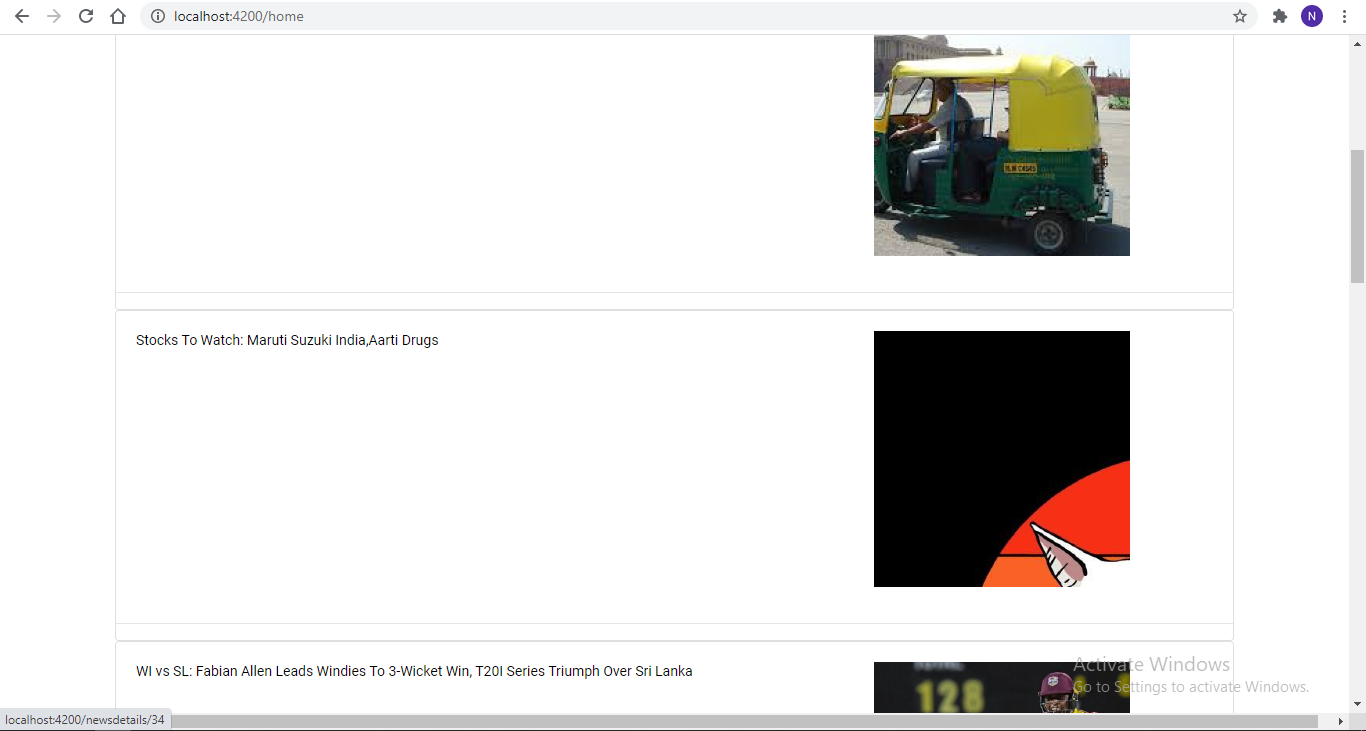 localhost:4200/home
N
Stocks To Watch: Maruti Suzuki India,Aarti Drugs
WI vs SL: Fabian Allen Leads Windies To 3-Wicket Win, T20I Series Triumph Over Sri Lanka
128
Activate Windows
Go to Settings to activate Windows.
localhost:4200/newsdetails/34